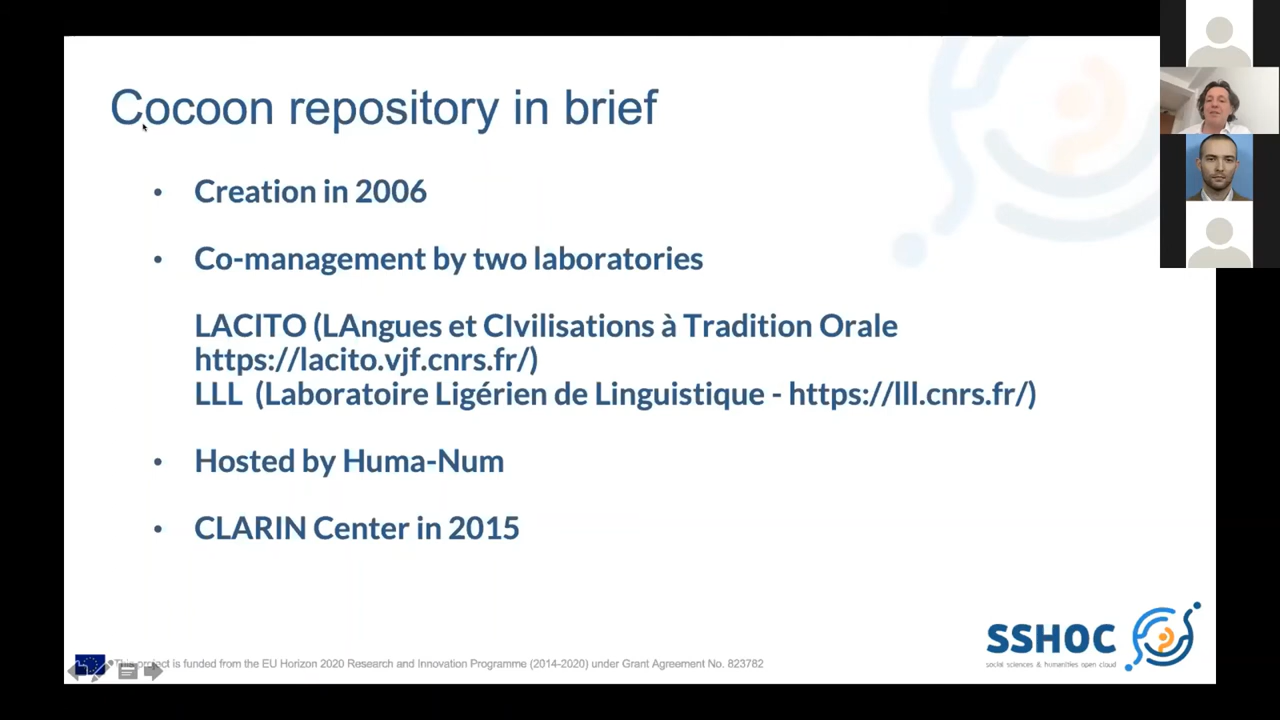 Cocoon repository in brief
• Creation in 2006
• Co-management by two laboratories
LACITO (LAngues et CIvilisations à Tradition Orale
https://lacito.vjf.cnrs.fr/)
LLL (Laboratoire Ligérien de Linguistique - https://lll.cnrs.fr/)
• Hosted by Huma-Num
• CLARIN Center in 2015
SSHOC
social sciences & humanities open cloud
This project is funded from the EU Horizon 2020 Research and Innovation Programme (2014-2020) under Grant Agreement No. 823782